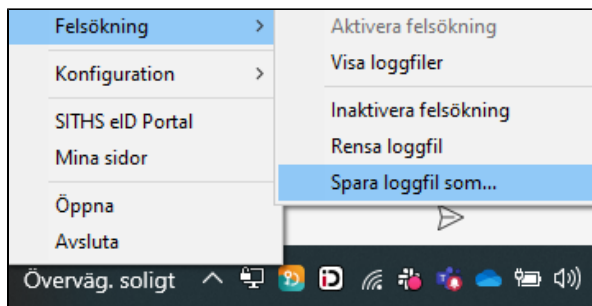 Felsökning
Konfiguration
SITHS eID Portal
Mina sidor
Öppna
Avsluta
Aktivera felsökning
Visa loggfiler
Inaktivera felsökning
Rensa loggfil
Spara loggfil som...
Överväg. soligt